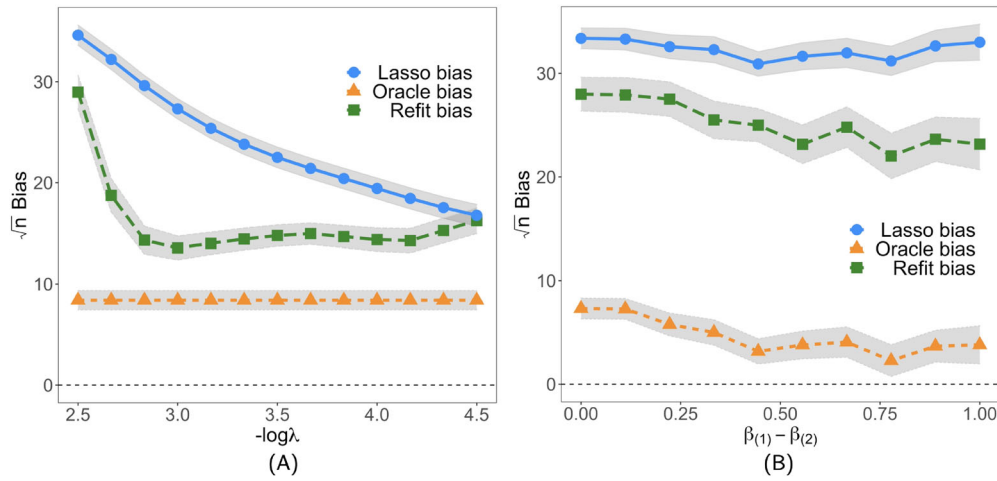 √n Bias
30
20
10
0
Lasso bias
Oracle bias
Refit bias
2.5 3.0 3.5 4.0 4.5
-logλ
(A)
√n Bias
30
20
10
0
Lasso bias
Oracle bias
Refit bias
0.00 0.25 0.50 0.75 1.00
β(1) − β(2)
(B)